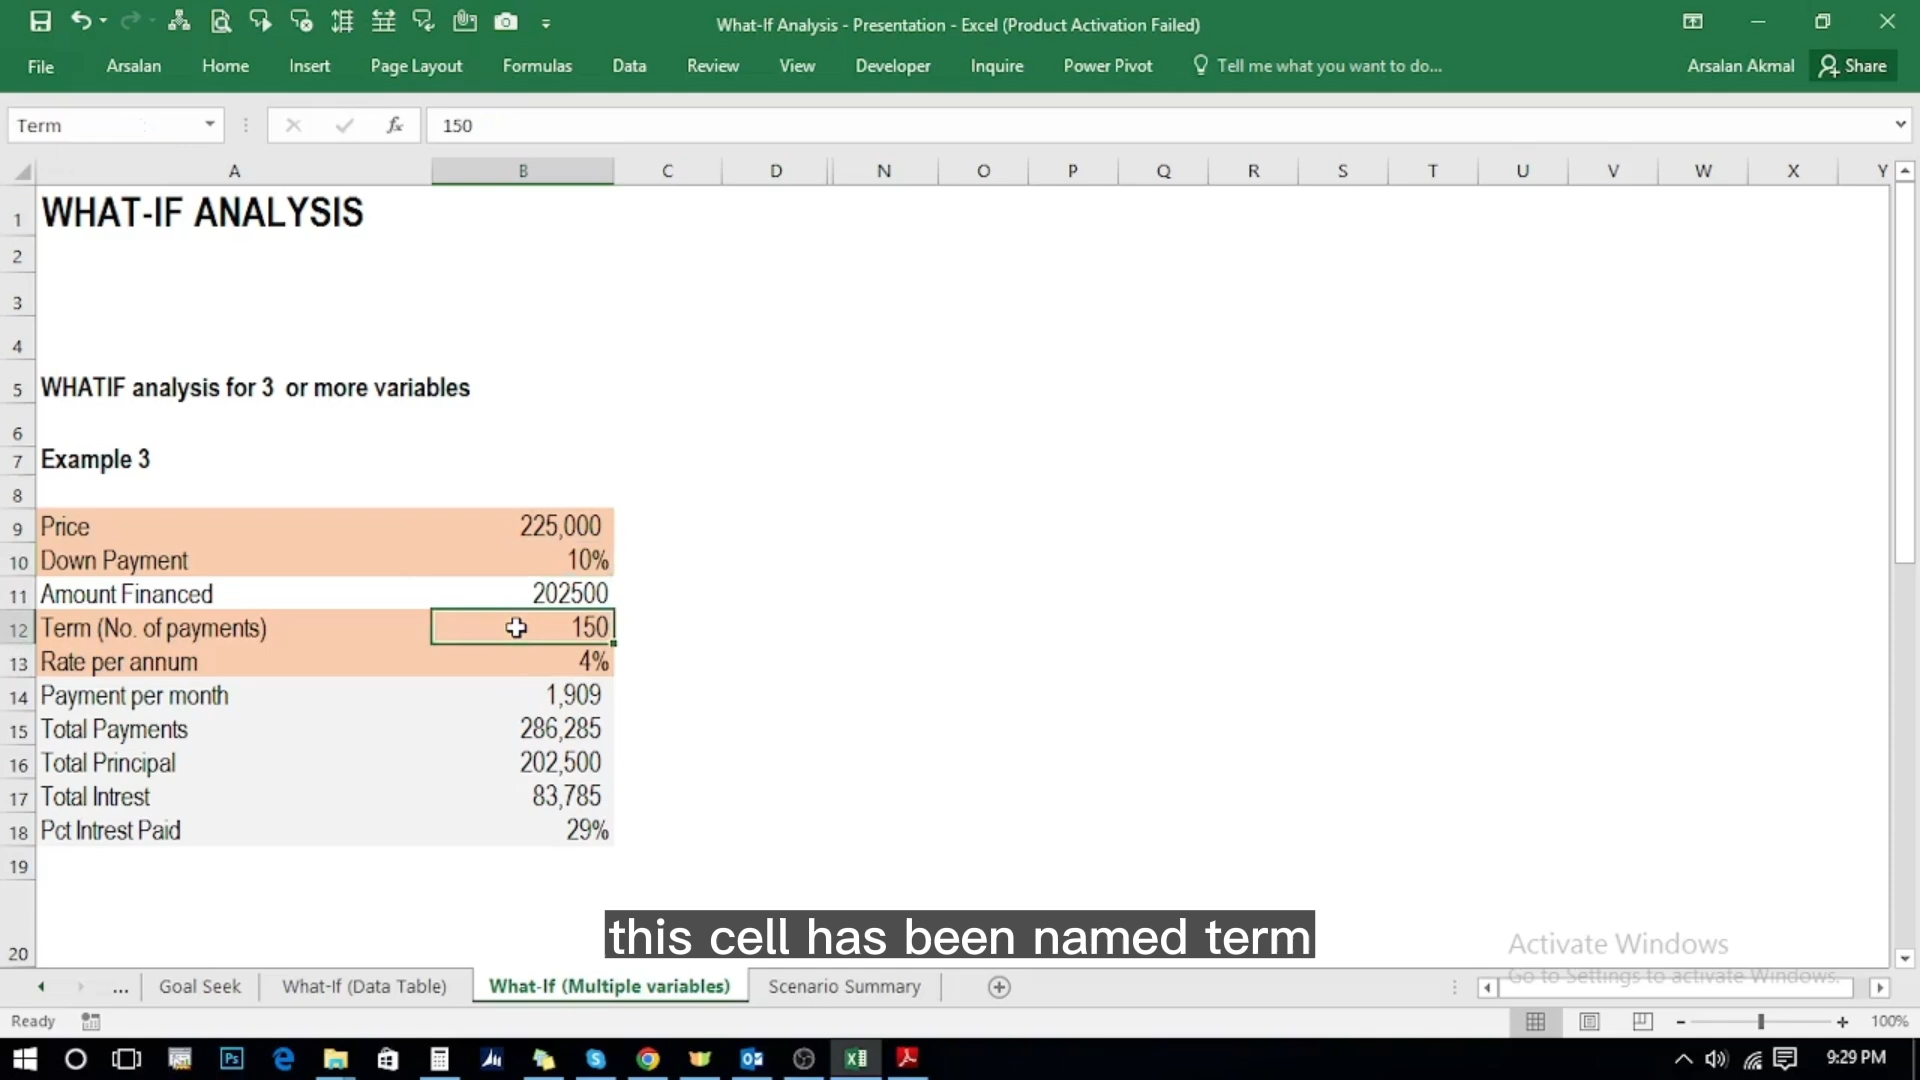 What-If Analysis - Presentation - Excel (Product Activation Failed)
File Arsalan Home Insert Page Layout Formulas Data Review View Developer Inquire Power Pivot Tell me what you want to do... Arsalan Akmal Share
Term fx 150
A B C D N O P Q R S T U V W X Y
1 WHAT-IF ANALYSIS
2
3
4
5 WHATIF analysis for 3 or more variables
6
7 Example 3
8
9 Price 225,000
10 Down Payment 10%
11 Amount Financed 202500
12 Term (No. of payments) 150
13 Rate per annum 4%
14 Payment per month 1,909
15 Total Payments 286,285
16 Total Principal 202,500
17 Total Intrest 83,785
18 Pct Intrest Paid 29%
19
20
this cell has been named term
Activate Windows
Go to Settings to activate Windows.
... Goal Seek What-If (Data Table) What-If (Multiple variables) Scenario Summary
Ready 100%
9:29 PM